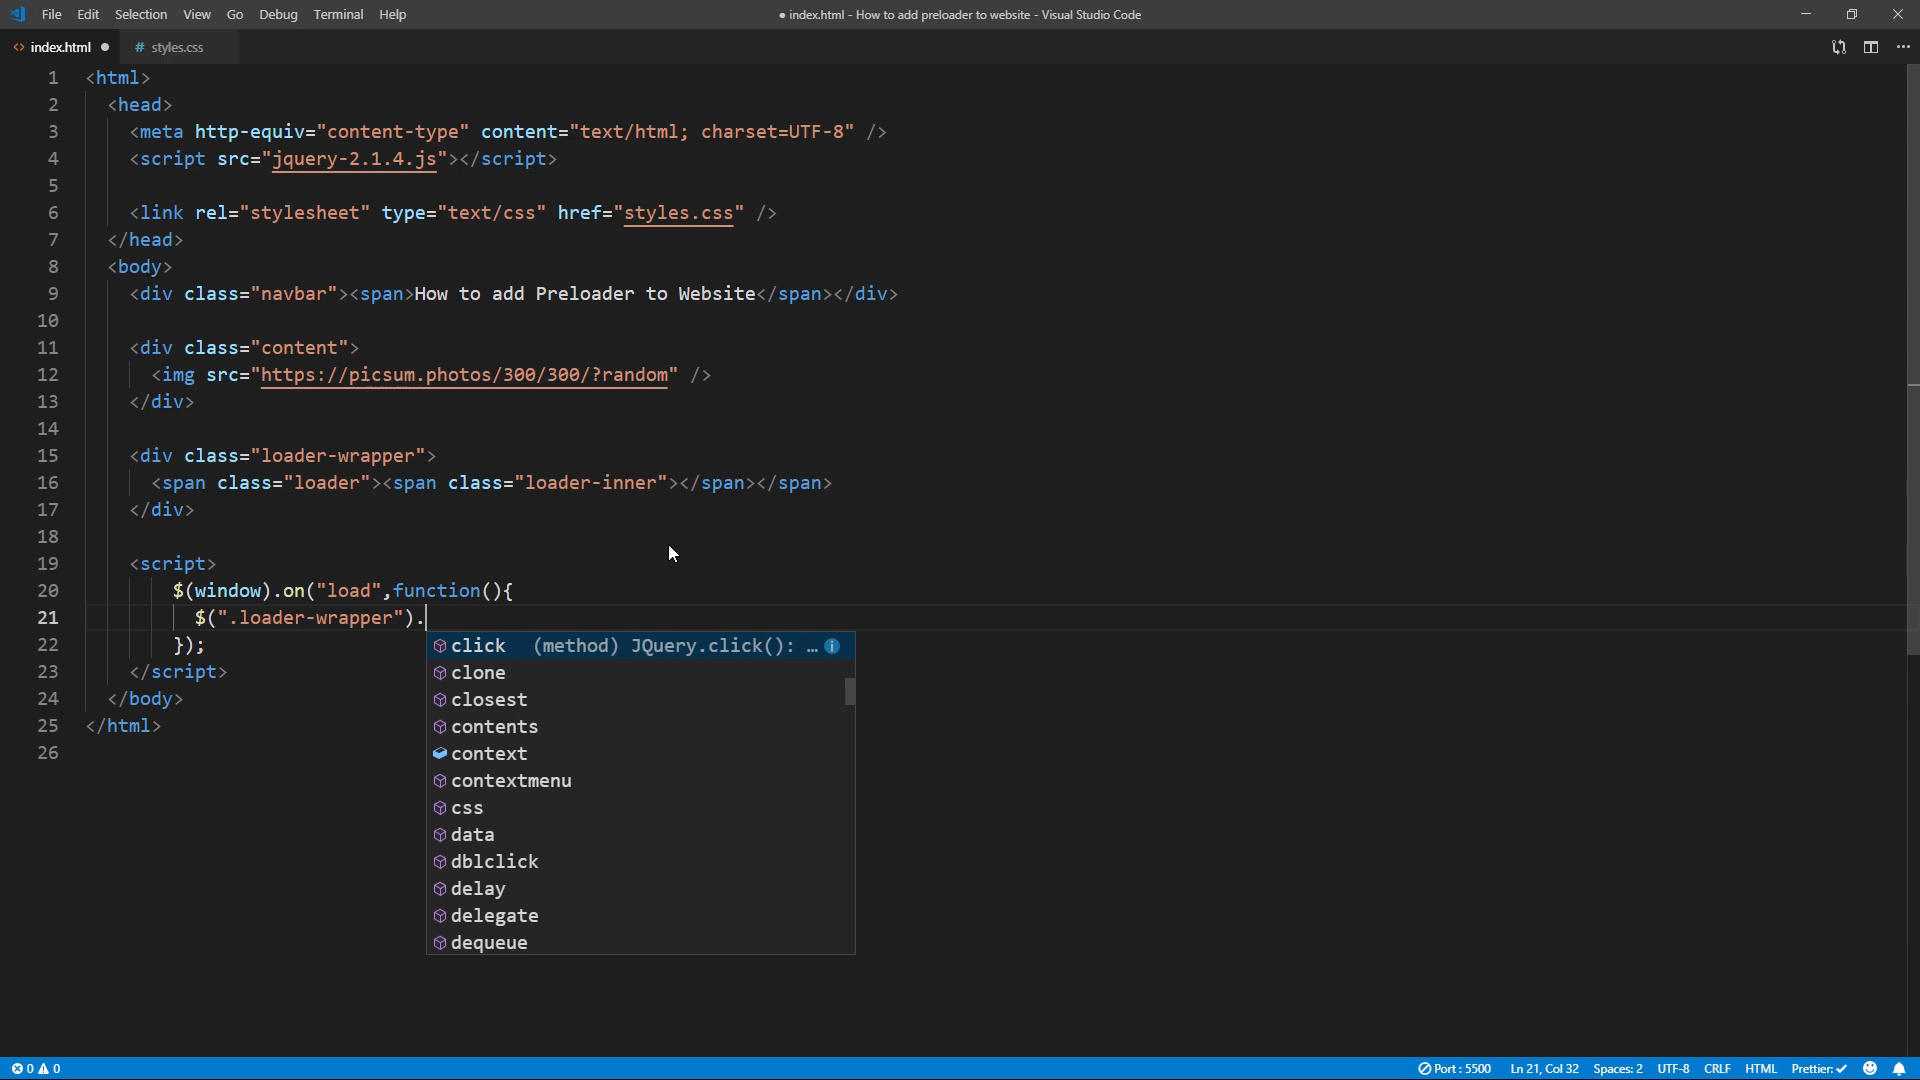 File Edit Selection View Go Debug Terminal Help
● index.html - How to add preloader to website - Visual Studio Code
<> index.html ● # styles.css
1 <html>
2 <head>
3 <meta http-equiv="content-type" content="text/html; charset=UTF-8" />
4 <script src="jquery-2.1.4.js"></script>
5
6 <link rel="stylesheet" type="text/css" href="styles.css" />
7 </head>
8 <body>
9 <div class="navbar"><span>How to add Preloader to Website</span></div>
10
11 <div class="content">
12 <img src="https://picsum.photos/300/300/?random" />
13 </div>
14
15 <div class="loader-wrapper">
16 <span class="loader"><span class="loader-inner"></span></span>
17 </div>
18
19 <script>
20 $(window).on("load",function(){
21 $(".loader-wrapper").
22 });
23 </script>
24 </body>
25 </html>
26
click (method) JQuery.click(): …
clone
closest
contents
context
contextmenu
css
data
dblclick
delay
delegate
dequeue
0 0 Port : 5500 Ln 21, Col 32 Spaces: 2 UTF-8 CRLF HTML Prettier: ✓